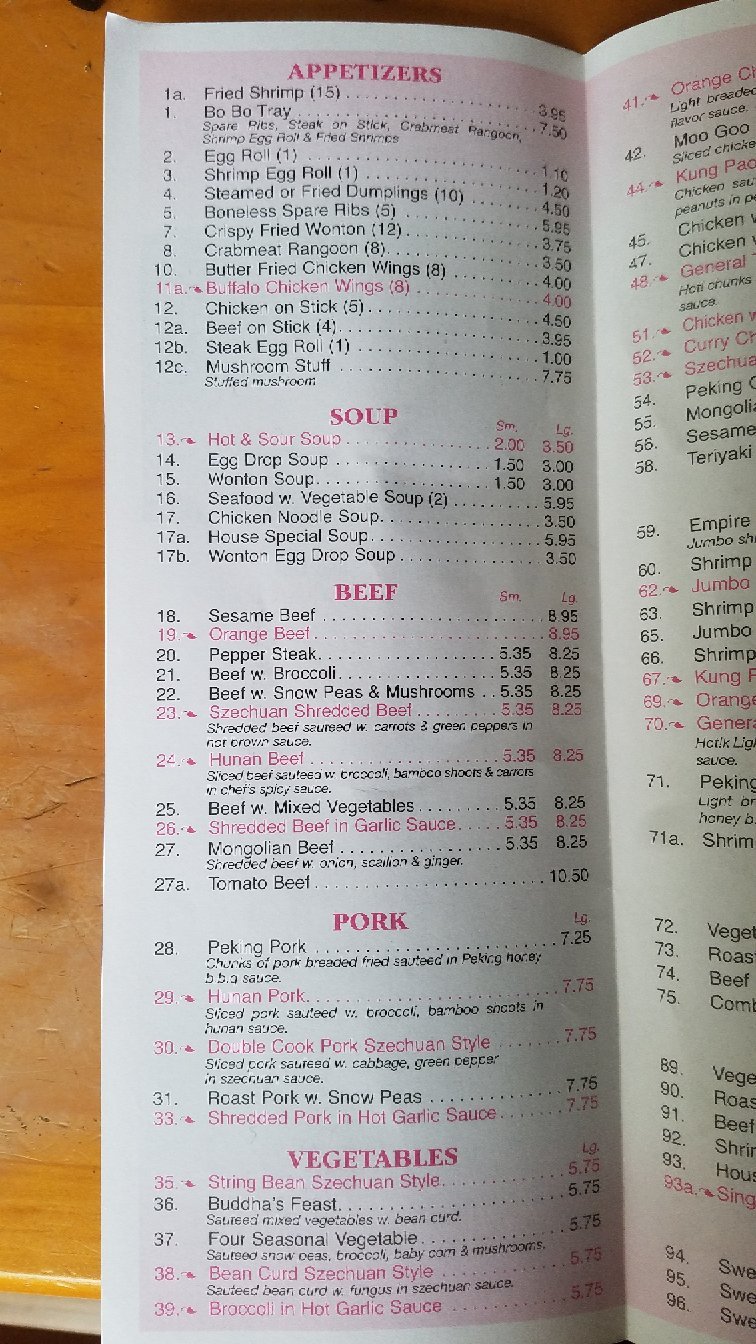 APPETIZERS
1a. Fried Shrimp (15) 3.95
1. Bo Bo Tray 7.50
Spare Ribs, Steak on Stick, Crabmeat Rangoon,
Shrimp Egg Roll & Fried Shrimps
2. Egg Roll (1) 1.10
3. Shrimp Egg Roll (1) 1.20
4. Steamed or Fried Dumplings (10) 4.50
5. Boneless Spare Ribs (5) 5.95
7. Crispy Fried Wonton (12) 3.75
8. Crabmeat Rangoon (8) 3.50
10. Butter Fried Chicken Wings (8) 4.00
11a. Buffalo Chicken Wings (8) 4.00
12. Chicken on Stick (5) 4.50
12a. Beef on Stick (4) 3.95
12b. Steak Egg Roll (1) 1.00
12c. Mushroom Stuff 7.75
Stuffed mushroom
SOUP
Sm. Lg.
13. Hot & Sour Soup 2.00 3.50
14. Egg Drop Soup 1.50 3.00
15. Wonton Soup 1.50 3.00
16. Seafood w. Vegetable Soup (2) 5.95
17. Chicken Noodle Soup 3.50
17a. House Special Soup 5.95
17b. Wonton Egg Drop Soup 3.50
BEEF
Sm. Lg.
18. Sesame Beef 8.95
19. Orange Beef 8.95
20. Pepper Steak 5.35 8.25
21. Beef w. Broccoli 5.35 8.25
22. Beef w. Snow Peas & Mushrooms 5.35 8.25
23. Szechuan Shredded Beef 5.35 8.25
Shredded beef sauteed w. carrots & green peppers in
hot brown sauce.
24. Hunan Beef 5.35 8.25
Sliced beef sauteed w. broccoli, bamboo shoots & carrots
in chef's spicy sauce.
25. Beef w. Mixed Vegetables 5.35 8.25
26. Shredded Beef in Garlic Sauce 5.35 8.25
27. Mongolian Beef 5.35 8.25
Shredded beef w. onion, scallion & ginger.
27a. Tomato Beef 10.50
PORK
Lg.
28. Peking Pork 7.25
Chunks of pork breaded fried sauteed in Peking honey
b.b.q sauce.
29. Hunan Pork 7.75
Sliced pork sauteed w. broccoli, bamboo shoots in
hunan sauce.
30. Double Cook Pork Szechuan Style 7.75
Sliced pork sauteed w. cabbage, green pepper
in szechuan sauce.
31. Roast Pork w. Snow Peas 7.75
33. Shredded Pork in Hot Garlic Sauce 7.75
VEGETABLES
Lg.
35. String Bean Szechuan Style 5.75
36. Buddha's Feast 5.75
Sauteed mixed vegetables w. bean curd.
37. Four Seasonal Vegetable 5.75
Sauteed snow peas, broccoli, baby corn & mushrooms.
38. Bean Curd Szechuan Style 5.75
Sauteed bean curd w. fungus in szechuan sauce.
39. Broccoli in Hot Garlic Sauce 5.75
41. Orange
Light breaded
flavor sauce.
42. Moo Goo
Sliced
44. Kung Pao
Chicken
peanuts in
45. Chicken
47. Chicken
48. General
chunks
sauce.
51. Chicken
52. Curry
53.
54. Peking
55.
56. Sesame
58. Teriyaki
59. Empire
Jumbo
60. Shrimp
62. Jumbo
63. Shrimp
65. Jumbo
66. Shrimp
67. Kung
69. Orange
70.
sauce.
71. Peking
Light
honey
71a.
72.
73.
74. Beef
75.
89.
90.
91. Beef
92.
93.
93a.
94.
95.
96.